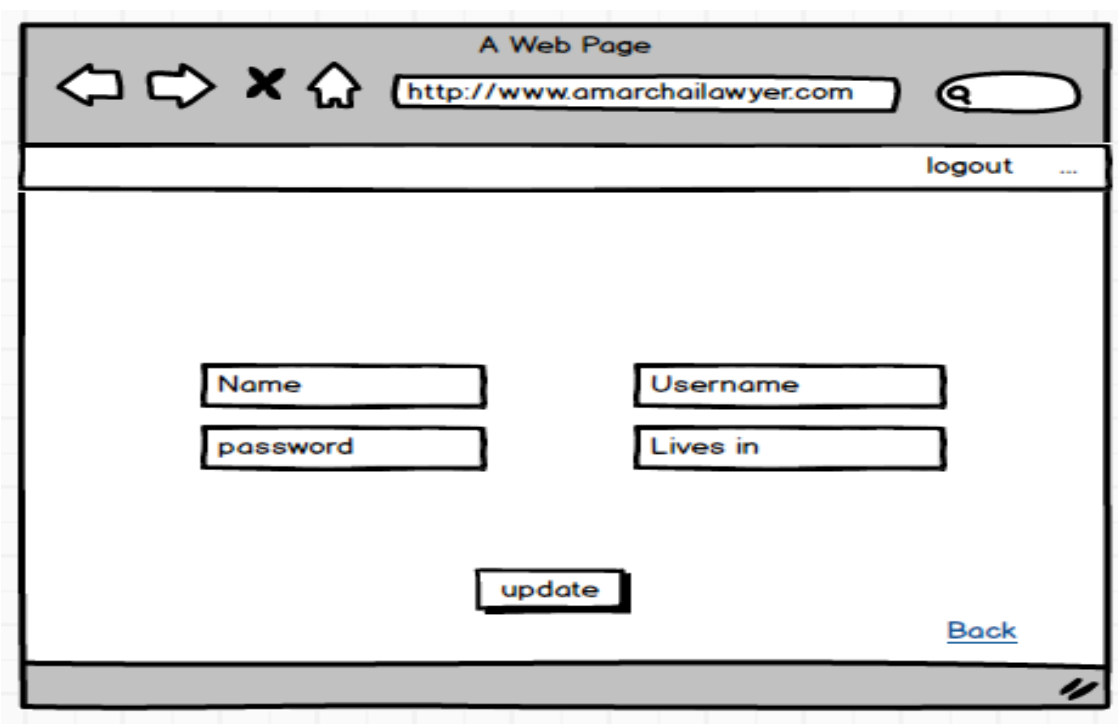 A Web Page
http://www.amarchailawyer.com
logout ...
Name
Username
password
Lives in
update
Back